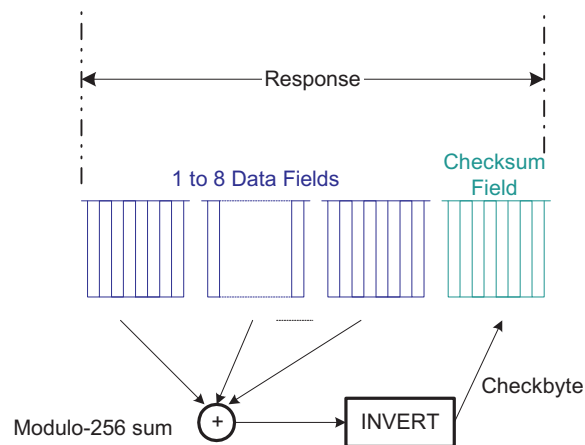 Response
1 to 8 Data Fields
Checksum
Field
Checkbyte
Modulo-256 sum
+
INVERT